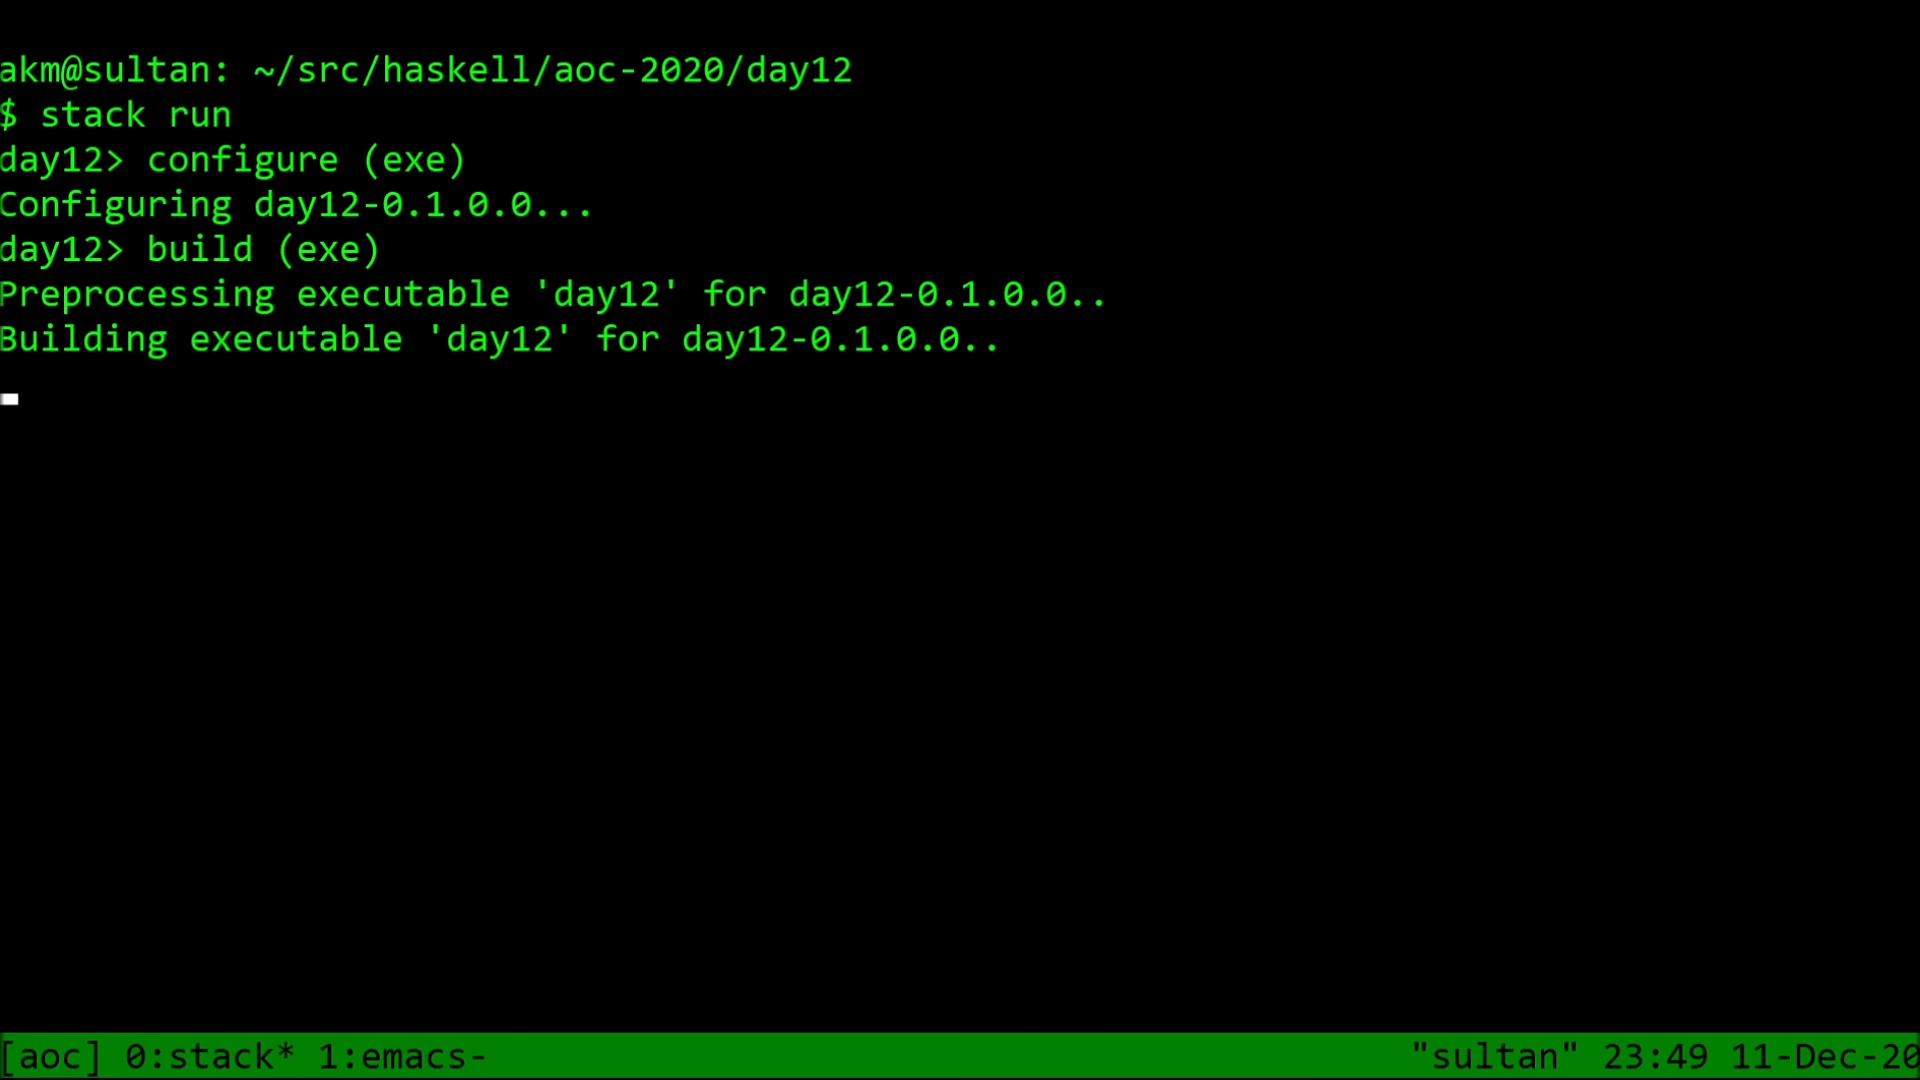 akm@sultan: ~/src/haskell/aoc-2020/day12
$ stack run
day12> configure (exe)
Configuring day12-0.1.0.0...
day12> build (exe)
Preprocessing executable 'day12' for day12-0.1.0.0..
Building executable 'day12' for day12-0.1.0.0..
[aoc] 0:stack* 1:emacs- "sultan" 23:49 11-Dec-20